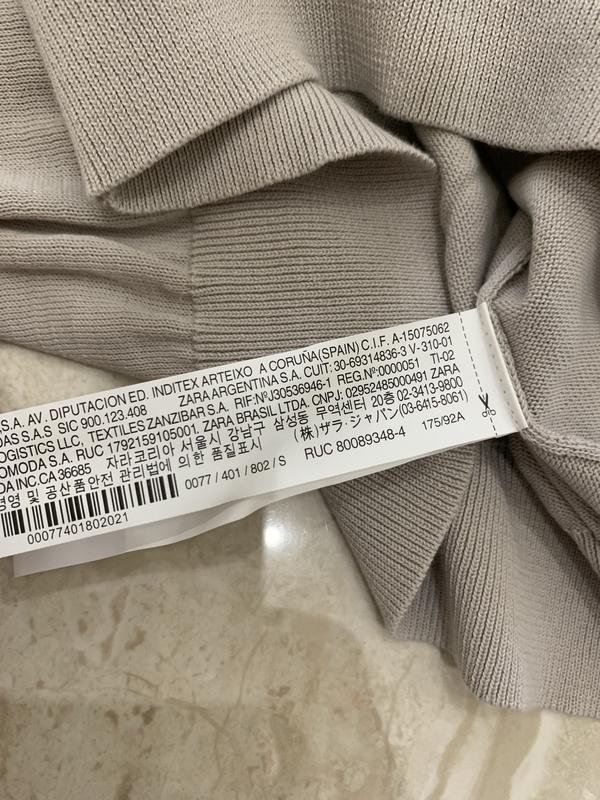 S.A. AV. DIPUTACION ED. INDITEX ARTEIXO A CORUÑA(SPAIN) C.I.F. A-15075062
DAS S.A.S SIC 900.123.408 ZARA ARGENTINA S.A. CUIT: 30-69314836-3 V-310-01
OGISTICS LLC, TEXTILES ZANZIBAR S.A. RIF:NºJ30536946-1 REG.Nº:0000051 TI-02
OMODA S.A. RUC 1792159105001. ZARA BRASIL LTDA. CNPJ: 02952485000491 ZARA
DA INC.CA36685 자라코리아 서울시 강남구 삼성동 무역센터 20층 02-3413-9800
경영 및 공산품안전 관리법에 의한 품질표시 (株)ザラ・ジャパン(03-6415-8061)
0077 / 401 / 802 / S RUC 80089348-4 175/92A
00077401802021